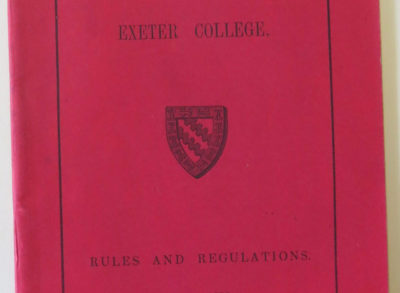 EXETER COLLEGE.
RULES AND REGULATIONS.